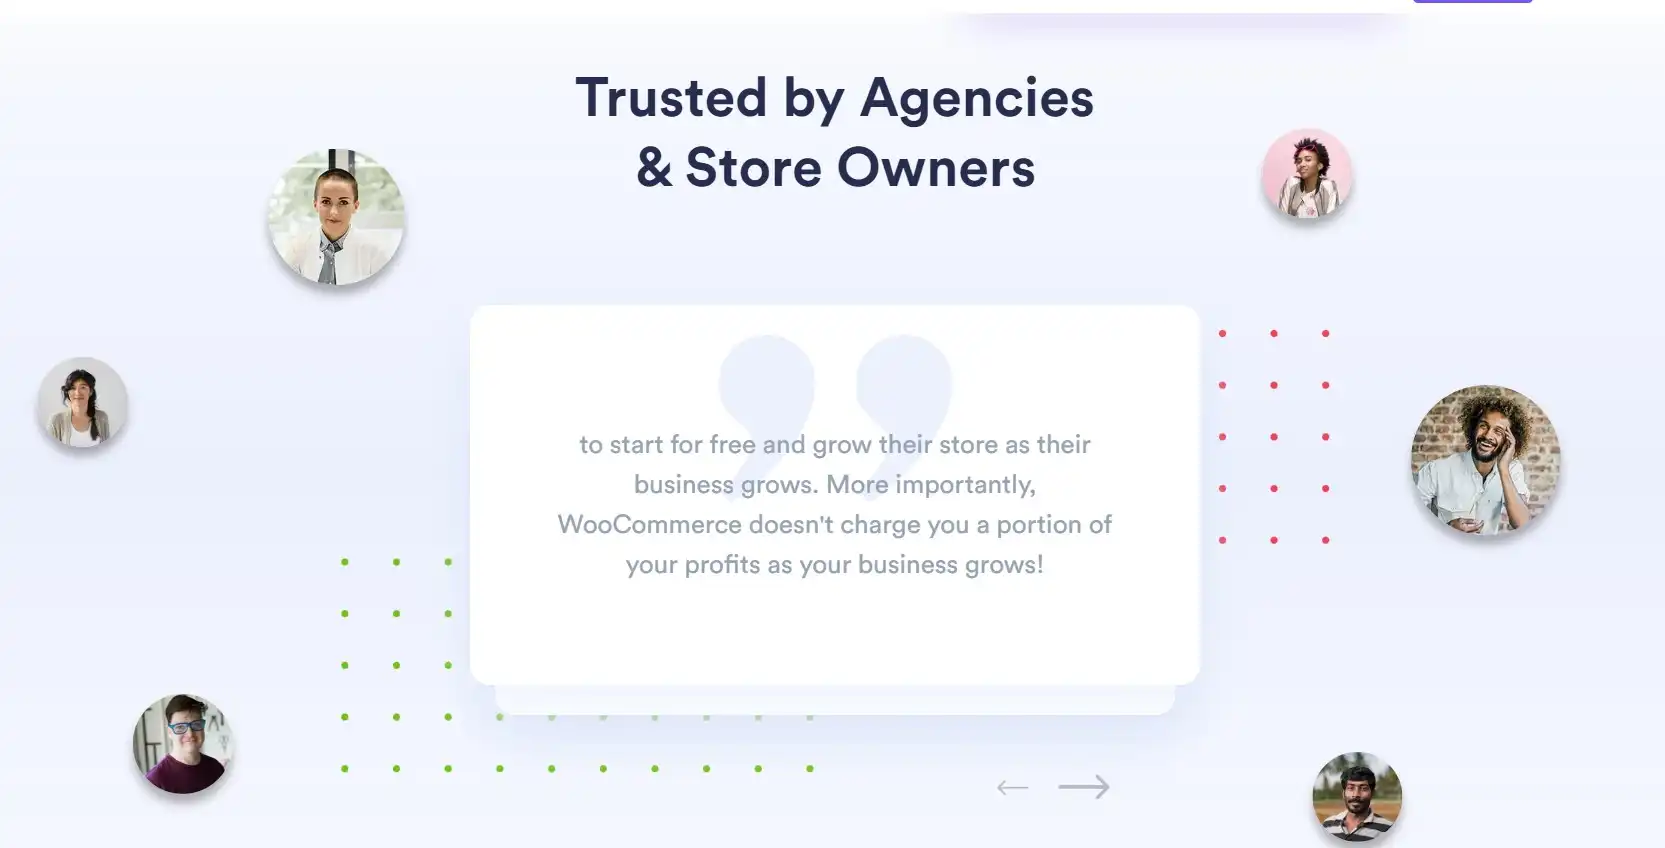 Trusted by Agencies
& Store Owners
to start for free and grow their store as their
business grows. More importantly,
WooCommerce doesn't charge you a portion of
your profits as your business grows!